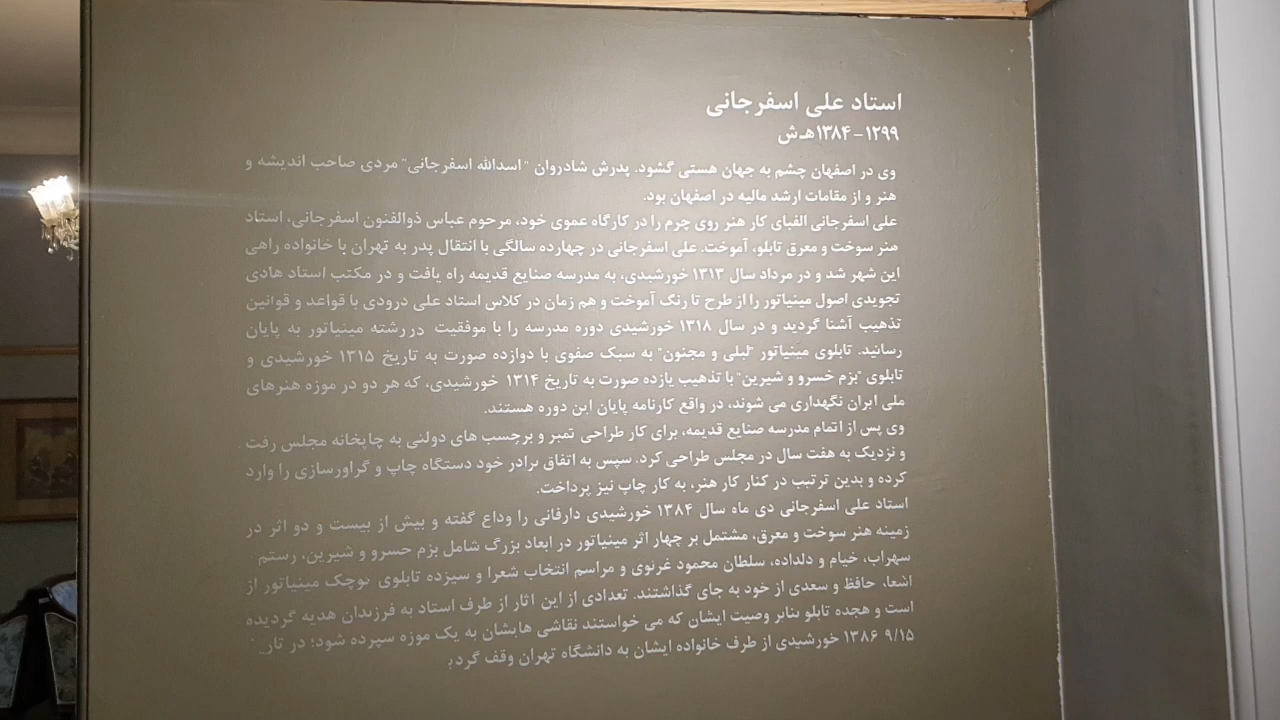 استاد علی اسفرجانی
۱۲۹۹-۱۳۸۴هـ ش
وی در اصفهان چشم به جهان هستی گشود. پدرش شادروان "اسدالله اسفرجانی" مردی صاحب اندیشه و
هنر و از مقامات ارشد مالیه در اصفهان بود.
علی اسفرجانی الفبای کار هنر روی چرم را در کارگاه عموی خود، مرحوم عباس ذوالفنون اسفرجانی، استاد
هنر سوخت و معرق تابلو، آموخت. علی اسفرجانی در چهارده سالگی با انتقال پدر به تهران با خانواده راهی
این شهر شد و در مرداد سال ۱۳۱۳ خورشیدی، به مدرسه صنایع قدیمه راه یافت و در مکتب استاد هادی
تجویدی اصول مینیاتور را از طرح تا رنگ آموخت و هم زمان در کلاس استاد علی درودی با قواعد و قوانین
تذهیب آشنا گردید و در سال ۱۳۱۸ خورشیدی دوره مدرسه را با موفقیت در رشته مینیاتور به پایان
رسانید. تابلوی مینیاتور "لیلی و مجنون" به سبک صفوی با دوازده صورت به تاریخ ۱۳۱۵ خورشیدی و
تابلوی "بزم خسرو و شیرین" با تذهیب یازده صورت به تاریخ ۱۳۱۴ خورشیدی، که هر دو در موزه هنرهای
ملی ایران نگهداری می شوند، در واقع کارنامه پایان این دوره هستند.
وی پس از اتمام مدرسه صنایع قدیمه، برای کار طراحی تمبر و برچسب های دولتی به چاپخانه مجلس رفت
و نزدیک به هفت سال در مجلس طراحی کرد. سپس به اتفاق برادر خود دستگاه چاپ و گراورسازی را وارد
کرده و بدین ترتیب در کنار کار هنر، به کار چاپ نیز پرداخت.
استاد علی اسفرجانی دی ماه سال ۱۳۸۴ خورشیدی دارفانی را وداع گفته و بیش از بیست و دو اثر در
زمینه هنر سوخت و معرق، مشتمل بر چهار اثر مینیاتور در ابعاد بزرگ شامل بزم خسرو و شیرین، رستم
سهراب، خیام و دلداده، سلطان محمود غزنوی و مراسم انتخاب شعرا و سیزده تابلوی کوچک مینیاتور از
اشعار حافظ و سعدی از خود به جای گذاشتند. تعدادی از این آثار از طرف استاد به فرزندان هدیه گردیده
است و هجده تابلو بنابر وصیت ایشان که می خواستند نقاشی هایشان به یک موزه سپرده شود؛ در
۹/۱۵ ۱۳۸۶ خورشیدی از طرف خانواده ایشان به دانشگاه تهران وقف گردید